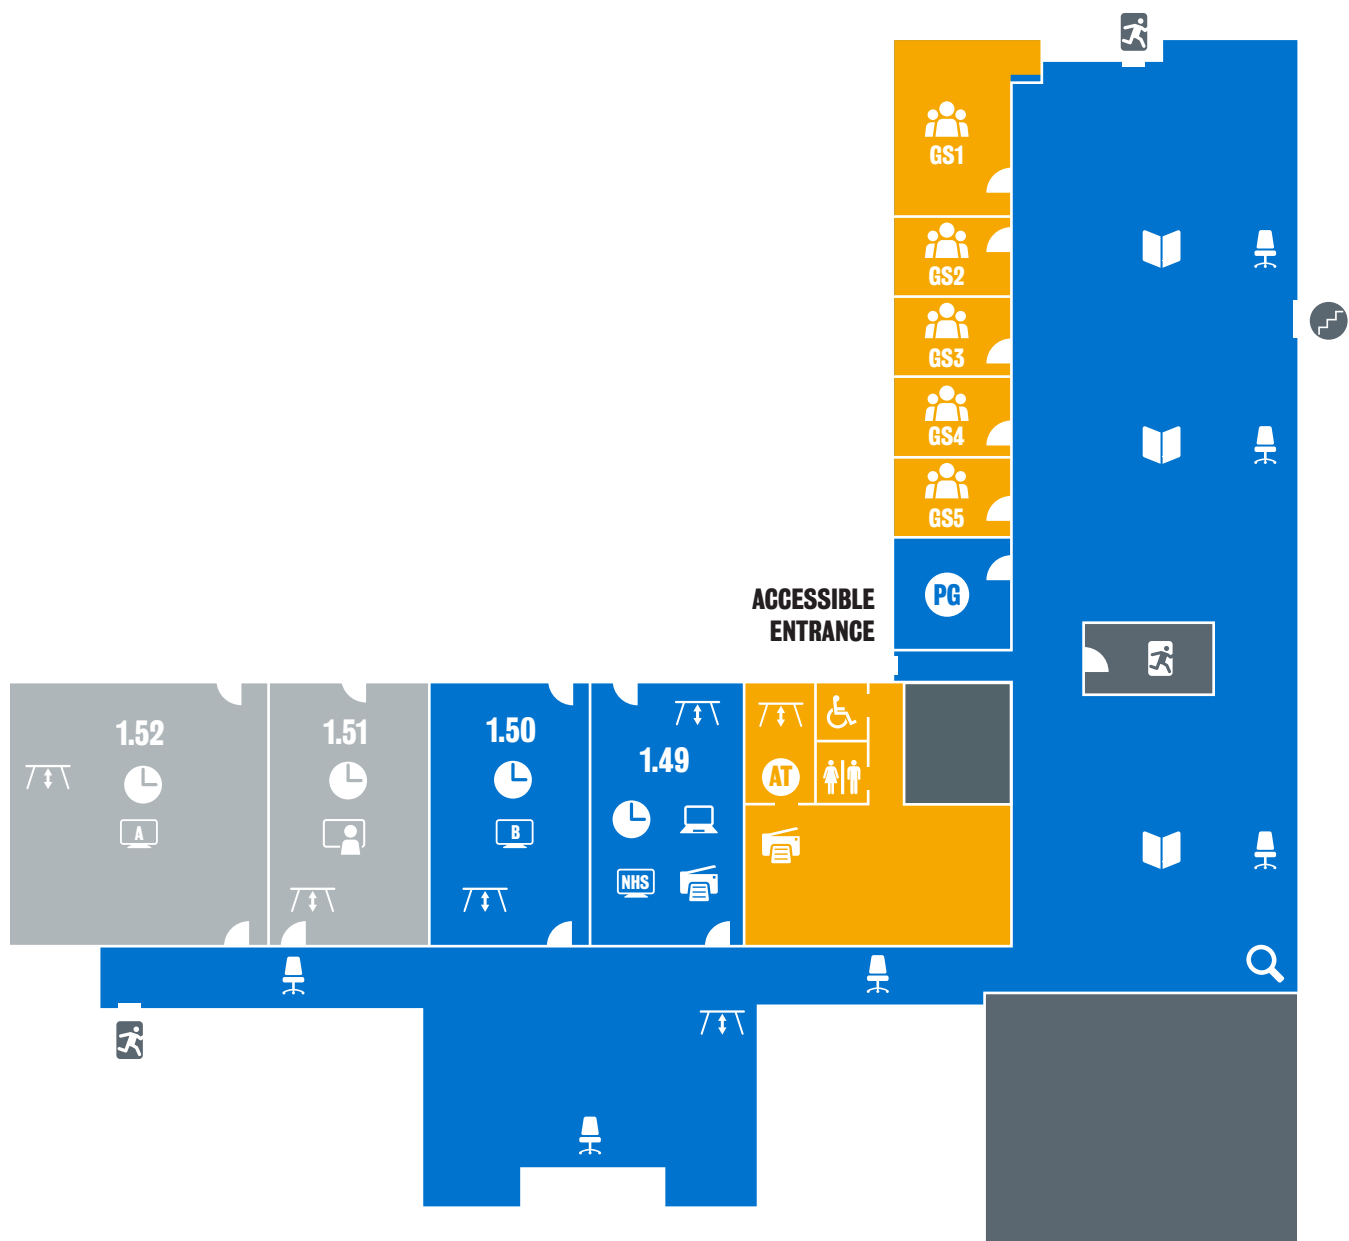 GS1
GS2
GS3
GS4
GS5
PG
ACCESSIBLE
ENTRANCE
1.52
1.51
1.50
1.49
AT
A
B
NHS